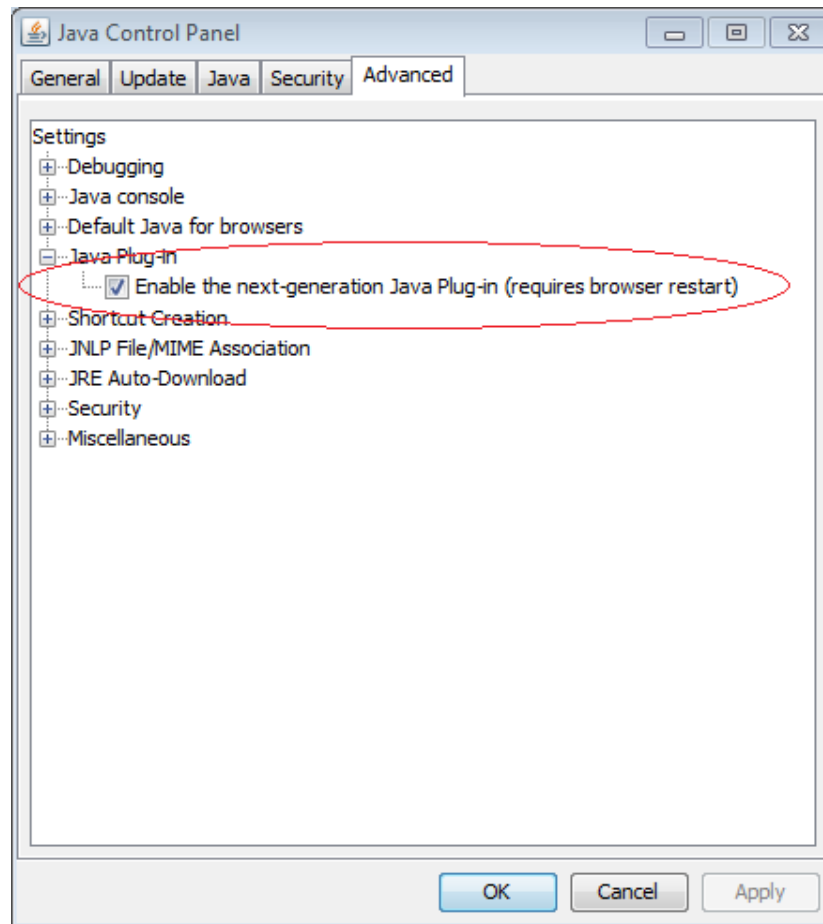 Java Control Panel
General Update Java Security Advanced
Settings
Debugging
Java console
Default Java for browsers
Java Plug-in
Enable the next-generation Java Plug-in (requires browser restart)
Shortcut Creation
JNLP File/MIME Association
JRE Auto-Download
Security
Miscellaneous
OK Cancel Apply